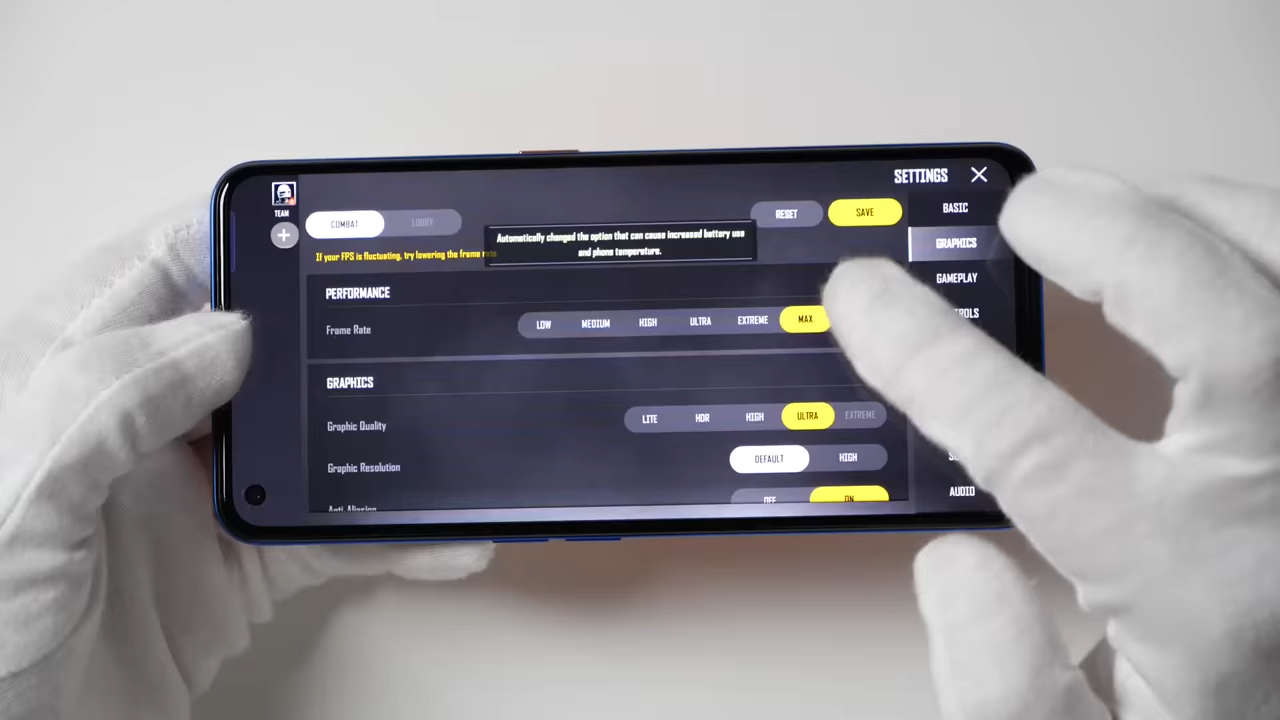 SETTINGS
TEAM
COMBAT
LOBBY
RESET
SAVE
BASIC
Automatically changed the option that can cause increased battery use
and phone temperature.
If your FPS is fluctuating, try lowering the frame
GRAPHICS
PERFORMANCE
GAMEPLAY
Frame Rate
LOW
MEDIUM
HIGH
ULTRA
EXTREME
MAX
GRAPHICS
Graphic Quality
LITE
HDR
HIGH
ULTRA
EXTREME
Graphic Resolution
DEFAULT
HIGH
AUDIO
Anti-Aliasing
OFF
ON